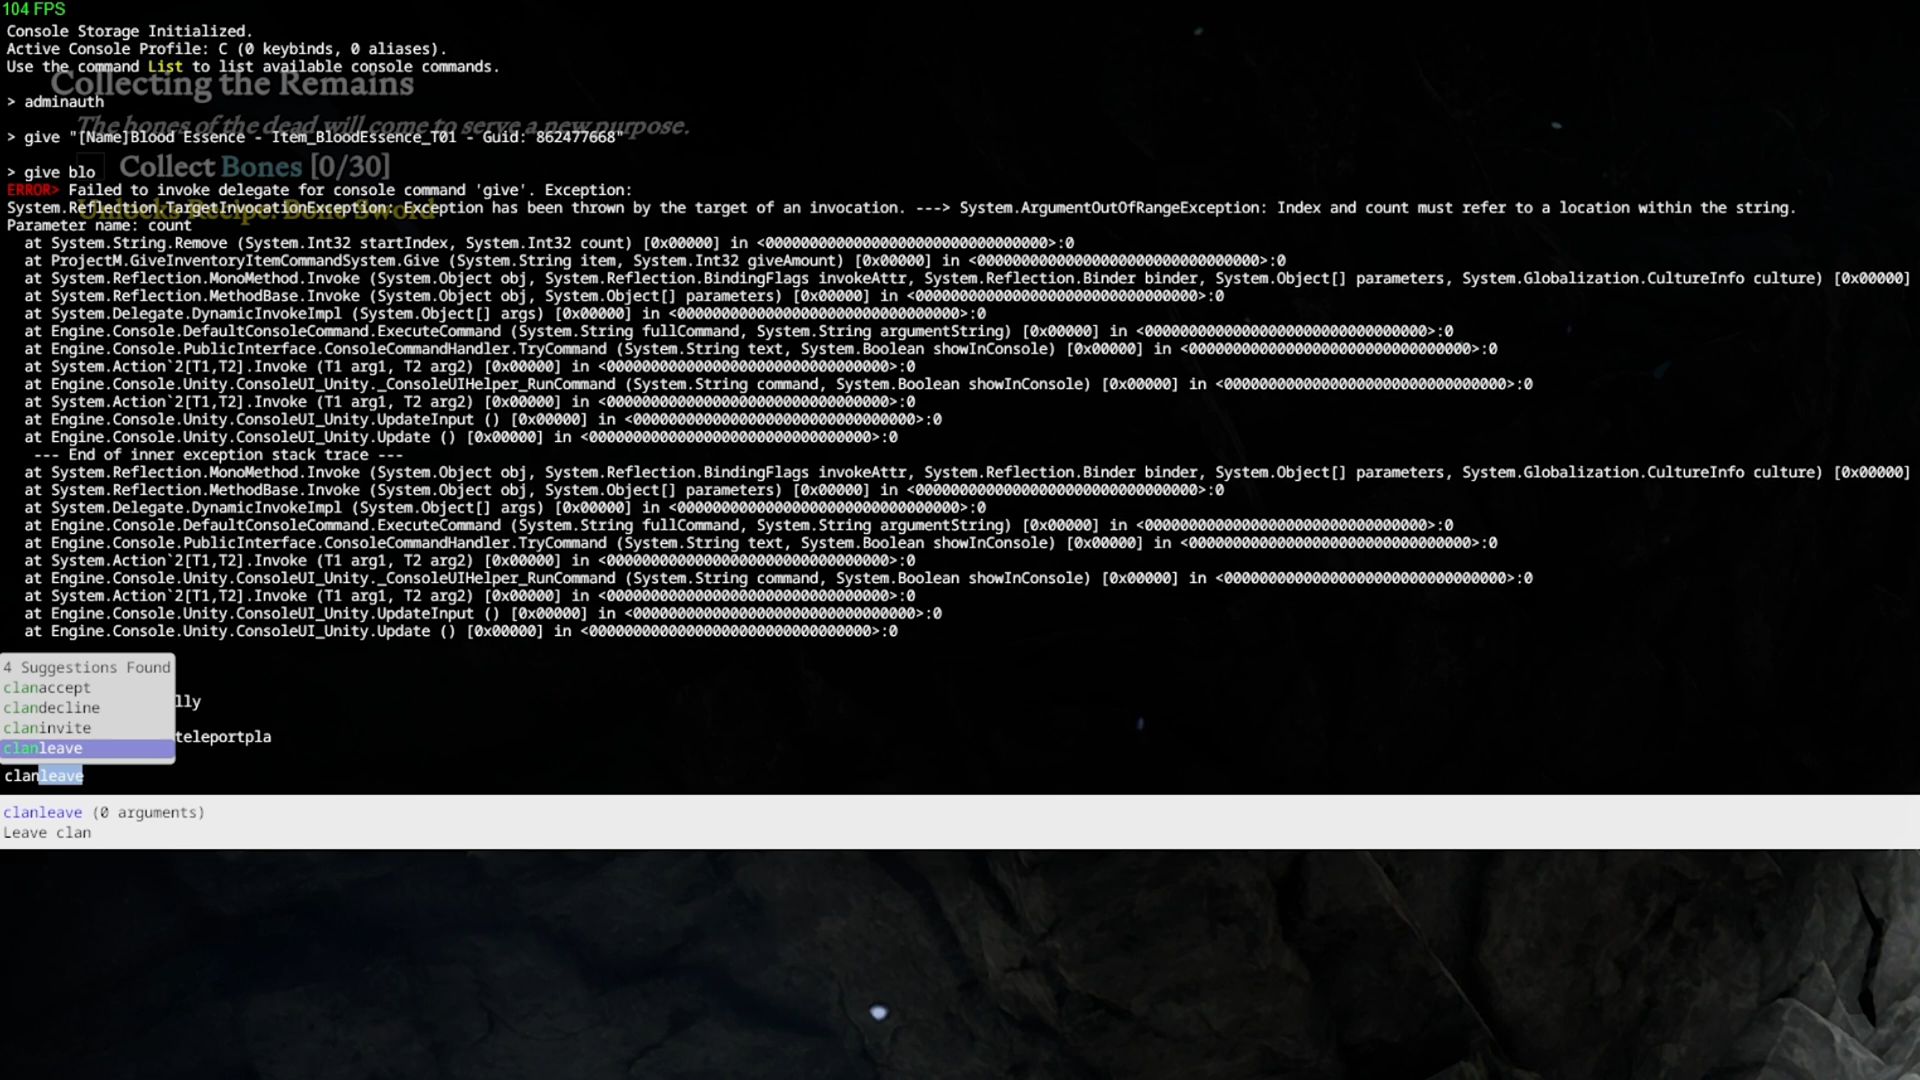 104 FPS
Console Storage Initialized.
Active Console Profile: C (0 keybinds, 0 aliases).
Use the command List to list available console commands.
Collecting the Remains
> adminauth
The bones of the dead will come to serve a new purpose.
> give "[Name]Blood Essence - Item_BloodEssence_T01 - Guid: 862477668"
Collect Bones [0/30]
> give blo
ERROR> Failed to invoke delegate for console command 'give'. Exception:
System.Reflection.TargetInvocationException: Exception has been thrown by the target of an invocation. ---> System.ArgumentOutOfRangeException: Index and count must refer to a location within the string.
Unlocks Recipe: Bone Sword
Parameter name: count
at System.String.Remove (System.Int32 startIndex, System.Int32 count) [0x00000] in <00000000000000000000000000000000>:0
at ProjectM.GiveInventoryItemCommandSystem.Give (System.String item, System.Int32 giveAmount) [0x00000] in <00000000000000000000000000000000>:0
at System.Reflection.MonoMethod.Invoke (System.Object obj, System.Reflection.BindingFlags invokeAttr, System.Reflection.Binder binder, System.Object[] parameters, System.Globalization.CultureInfo culture) [0x00000]
at System.Reflection.MethodBase.Invoke (System.Object obj, System.Object[] parameters) [0x00000] in <00000000000000000000000000000000>:0
at System.Delegate.DynamicInvokeImpl (System.Object[] args) [0x00000] in <00000000000000000000000000000000>:0
at Engine.Console.DefaultConsoleCommand.ExecuteCommand (System.String fullCommand, System.String argumentString) [0x00000] in <00000000000000000000000000000000>:0
at Engine.Console.PublicInterface.ConsoleCommandHandler.TryCommand (System.String text, System.Boolean showInConsole) [0x00000] in <00000000000000000000000000000000>:0
at System.Action`2[T1,T2].Invoke (T1 arg1, T2 arg2) [0x00000] in <00000000000000000000000000000000>:0
at Engine.Console.Unity.ConsoleUI_Unity._ConsoleUIHelper_RunCommand (System.String command, System.Boolean showInConsole) [0x00000] in <00000000000000000000000000000000>:0
at System.Action`2[T1,T2].Invoke (T1 arg1, T2 arg2) [0x00000] in <00000000000000000000000000000000>:0
at Engine.Console.Unity.ConsoleUI_Unity.UpdateInput () [0x00000] in <00000000000000000000000000000000>:0
at Engine.Console.Unity.ConsoleUI_Unity.Update () [0x00000] in <00000000000000000000000000000000>:0
--- End of inner exception stack trace ---
at System.Reflection.MonoMethod.Invoke (System.Object obj, System.Reflection.BindingFlags invokeAttr, System.Reflection.Binder binder, System.Object[] parameters, System.Globalization.CultureInfo culture) [0x00000]
at System.Reflection.MethodBase.Invoke (System.Object obj, System.Object[] parameters) [0x00000] in <00000000000000000000000000000000>:0
at System.Delegate.DynamicInvokeImpl (System.Object[] args) [0x00000] in <00000000000000000000000000000000>:0
at Engine.Console.DefaultConsoleCommand.ExecuteCommand (System.String fullCommand, System.String argumentString) [0x00000] in <00000000000000000000000000000000>:0
at Engine.Console.PublicInterface.ConsoleCommandHandler.TryCommand (System.String text, System.Boolean showInConsole) [0x00000] in <00000000000000000000000000000000>:0
at System.Action`2[T1,T2].Invoke (T1 arg1, T2 arg2) [0x00000] in <00000000000000000000000000000000>:0
at Engine.Console.Unity.ConsoleUI_Unity._ConsoleUIHelper_RunCommand (System.String command, System.Boolean showInConsole) [0x00000] in <00000000000000000000000000000000>:0
at System.Action`2[T1,T2].Invoke (T1 arg1, T2 arg2) [0x00000] in <00000000000000000000000000000000>:0
at Engine.Console.Unity.ConsoleUI_Unity.UpdateInput () [0x00000] in <00000000000000000000000000000000>:0
at Engine.Console.Unity.ConsoleUI_Unity.Update () [0x00000] in <00000000000000000000000000000000>:0
4 Suggestions Found
clanaccept
lly
clandecline
claninvite
teleportpla
clanleave
clanleave
clanleave (0 arguments)
Leave clan